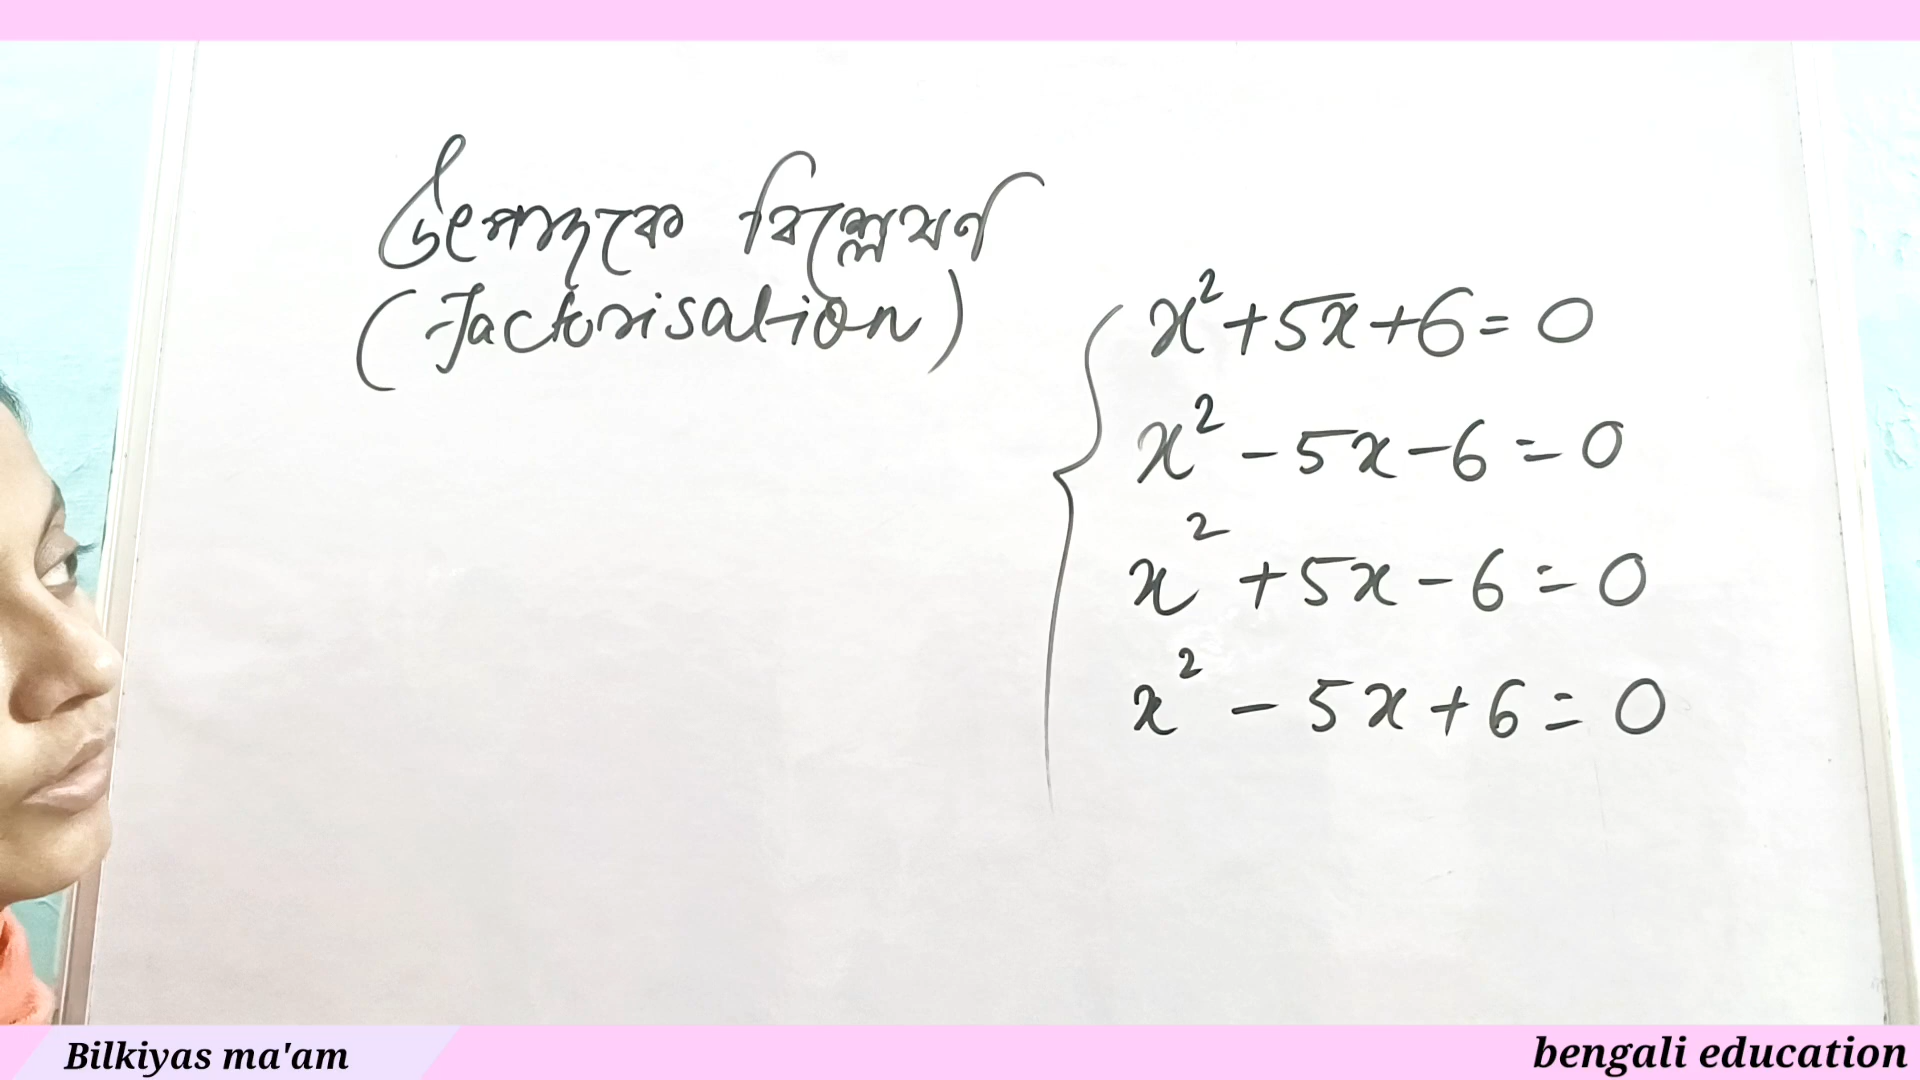 উৎপাদকে বিশ্লেষণ
(Factorisation)
x²+5x+6=0
x² -5x-6=0
x² +5x-6=0
x² -5x+6=0
Bilkiyas ma'am
bengali education